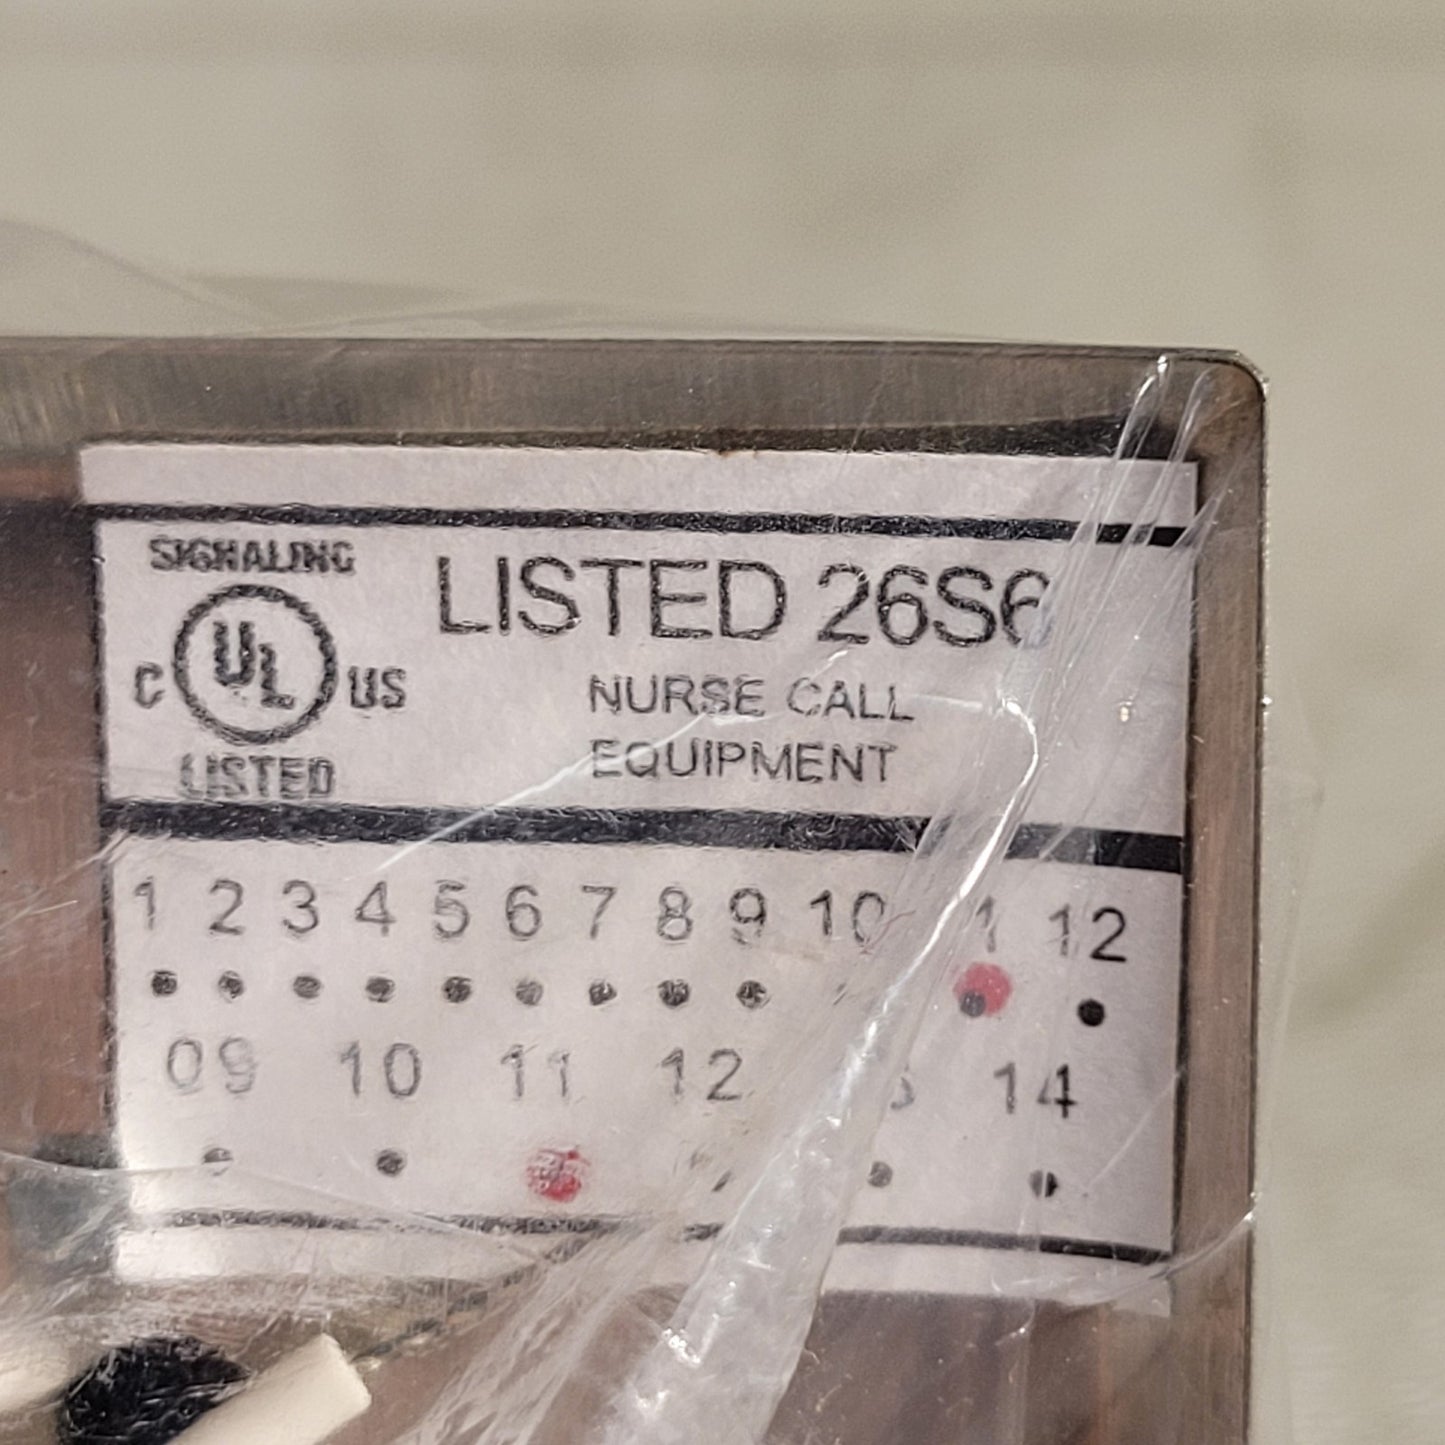 SIGNALING
C UL US
LISTED
LISTED 26S6
NURSE CALL
EQUIPMENT
1 2 3 4 5 6 7 8 9 10 12
09 10 11 12 14